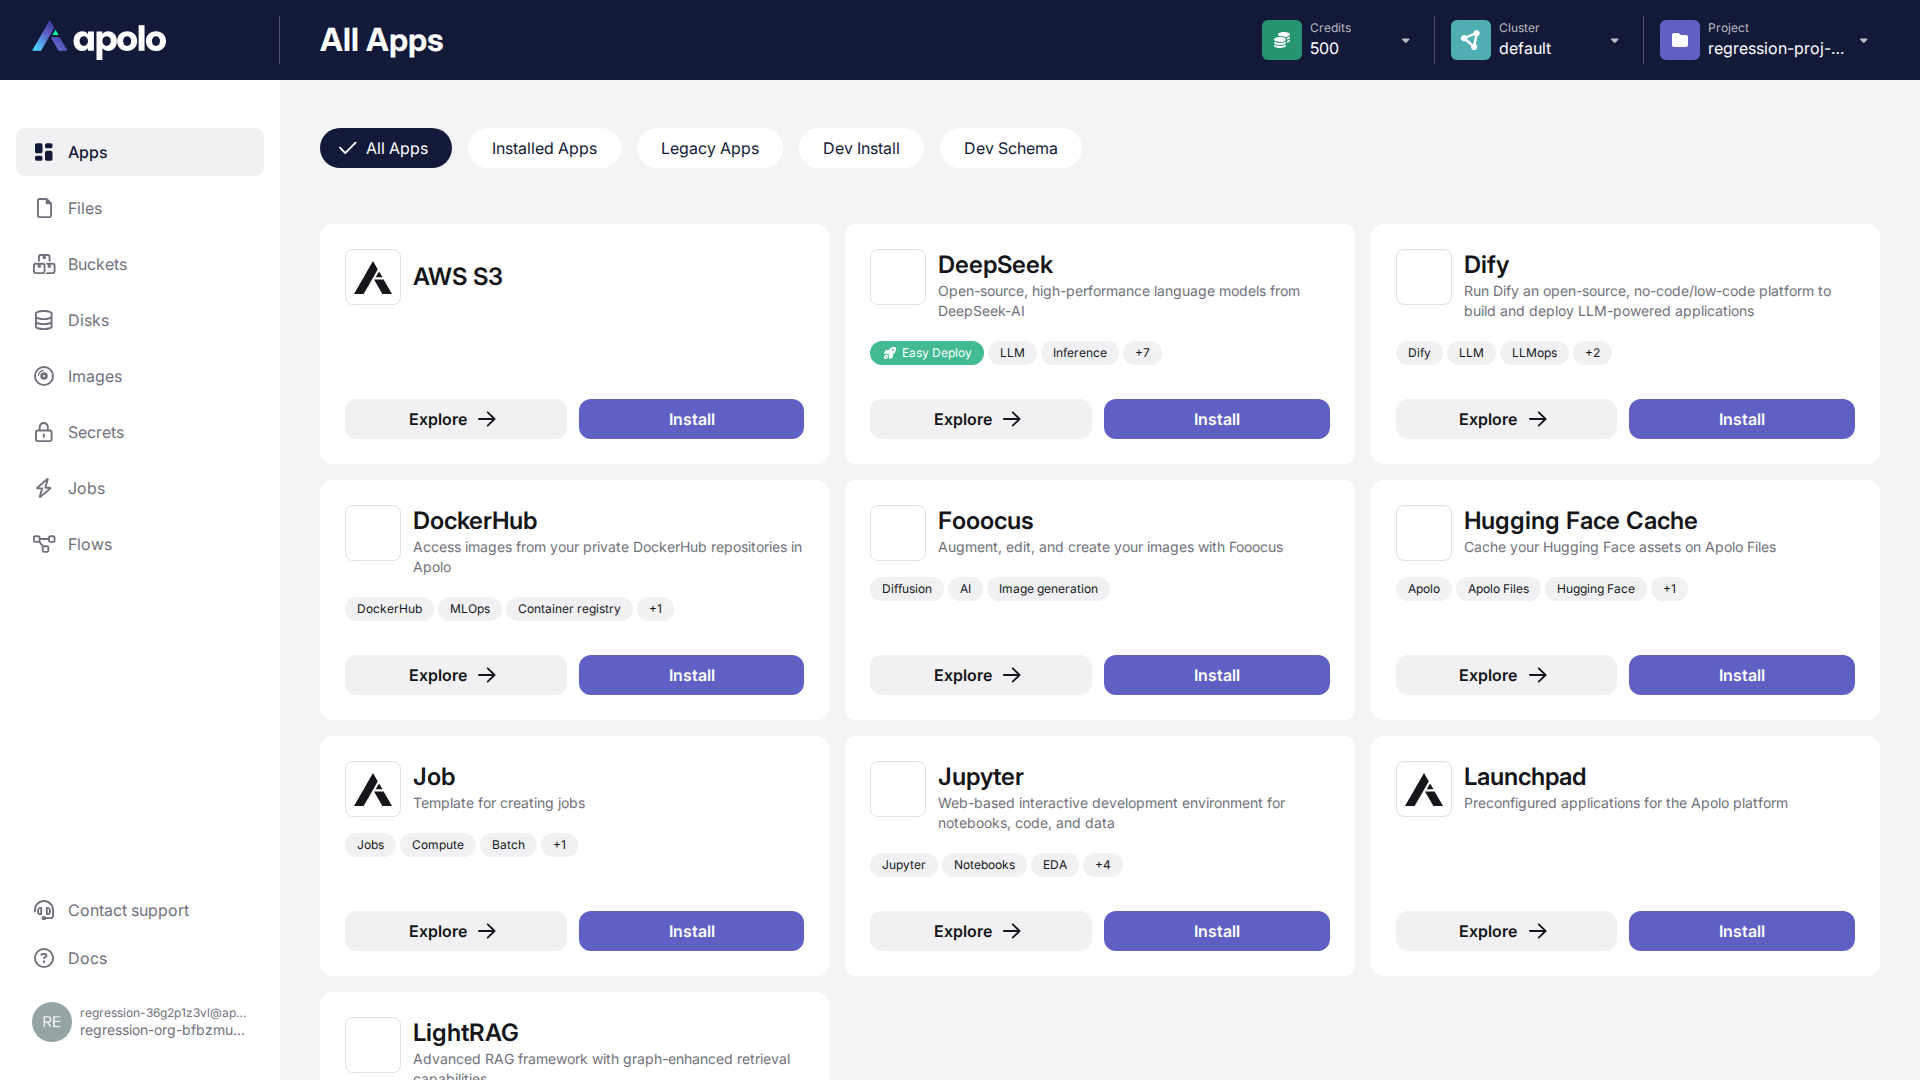 apolo
All Apps
Credits
500
Cluster
default
Project
regression-proj-...
Apps
Files
Buckets
Disks
Images
Secrets
Jobs
Flows
Contact support
Docs
RE
regression-36g2p1z3vl@ap...
regression-org-bfbzmu...
All Apps
Installed Apps
Legacy Apps
Dev Install
Dev Schema
AWS S3
Explore
Install
DeepSeek
Open-source, high-performance language models from
DeepSeek-AI
Easy Deploy
LLM
Inference
+7
Explore
Install
Dify
Run Dify an open-source, no-code/low-code platform to
build and deploy LLM-powered applications
Dify
LLM
LLMops
+2
Explore
Install
DockerHub
Access images from your private DockerHub repositories in
Apolo
DockerHub
MLOps
Container registry
+1
Explore
Install
Fooocus
Augment, edit, and create your images with Fooocus
Diffusion
AI
Image generation
Explore
Install
Hugging Face Cache
Cache your Hugging Face assets on Apolo Files
Apolo
Apolo Files
Hugging Face
+1
Explore
Install
Job
Template for creating jobs
Jobs
Compute
Batch
+1
Explore
Install
Jupyter
Web-based interactive development environment for
notebooks, code, and data
Jupyter
Notebooks
EDA
+4
Explore
Install
Launchpad
Preconfigured applications for the Apolo platform
Explore
Install
LightRAG
Advanced RAG framework with graph-enhanced retrieval
capabilities